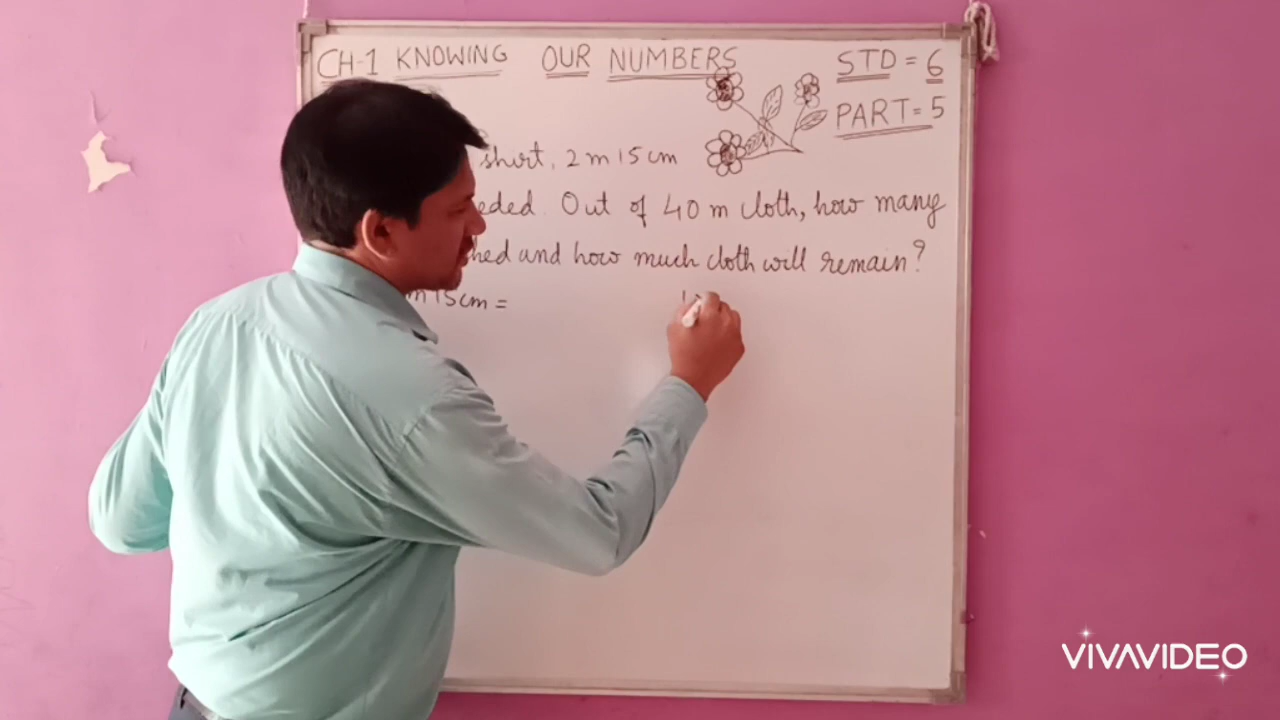 CH-1 KNOWING OUR NUMBERS STD = 6
PART = 5
shirt, 2 m 15 cm
eded. Out of 40 m cloth, how many
hed and how much cloth will remain?
m 15 cm =
VIVAVIDEO